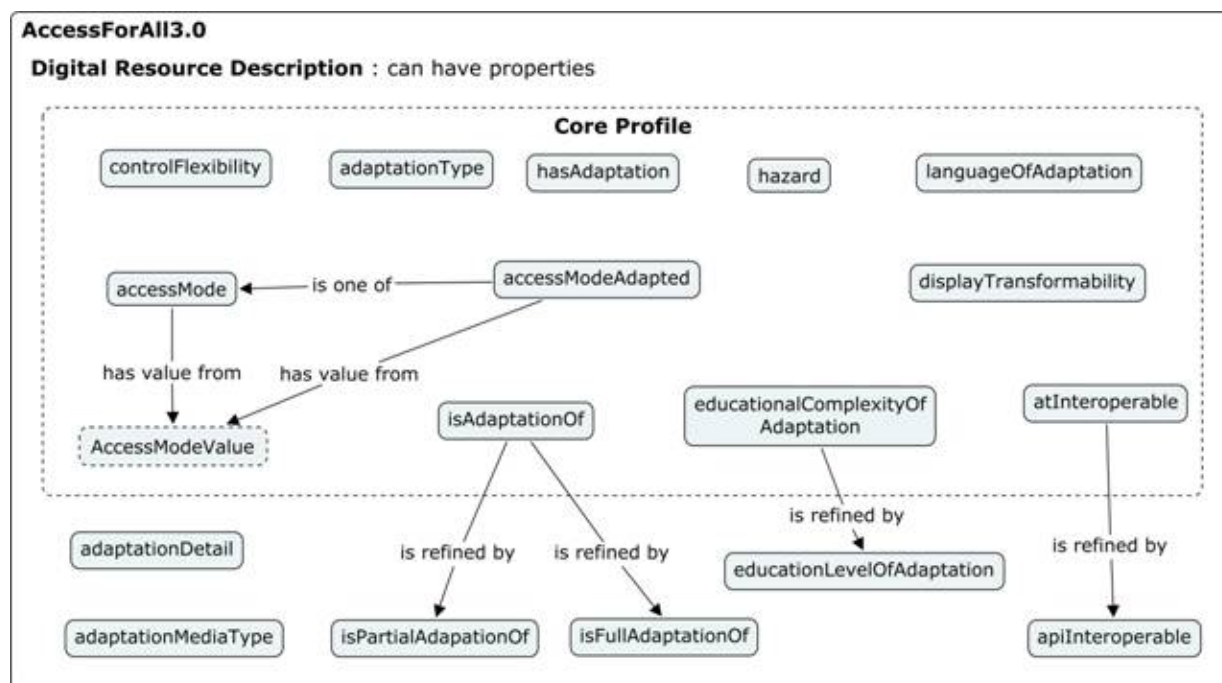 AccessForAll3.0
Digital Resource Description : can have properties
Core Profile
controlFlexibility
adaptationType
hasAdaptation
hazard
languageOfAdaptation
accessMode
is one of
accessModeAdapted
displayTransformability
has value from
has value from
AccessModeValue
isAdaptationOf
educationalComplexityOf
Adaptation
atInteroperable
is refined by
is refined by
is refined by
is refined by
adaptationDetail
educationLevelOfAdaptation
adaptationMediaType
isPartialAdapationOf
isFullAdaptationOf
apiInteroperable